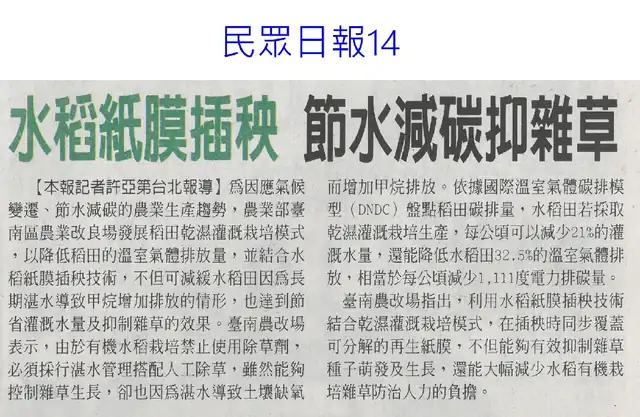 民眾日報14
水稻紙膜插秧 節水減碳抑雜草
【本報記者許亞第台北報導】為因應氣候
變遷、節水減碳的農業生產趨勢，農業部臺
南區農業改良場發展稻田乾濕灌溉栽培模式
，以降低稻田的溫室氣體排放量，並結合水
稻紙膜插秧技術，不但可減緩水稻田因為長
期湛水導致甲烷增加排放的情形，也達到節
省灌溉水量及抑制雜草的效果。臺南農改場
表示，由於有機水稻栽培禁止使用除草劑，
必須採行湛水管理搭配人工除草，雖然能夠
控制雜草生長，卻也因為湛水導致土壤缺氧
而增加甲烷排放。依據國際溫室氣體碳排模
型（DNDC）盤點稻田碳排量，水稻田若採取
乾濕灌溉栽培生產，每公頃可以減少21%的灌
溉水量，還能降低水稻田32.5%的溫室氣體排
放，相當於每公頃減少1,111度電力排碳量。
臺南農改場指出，利用水稻紙膜插秧技術
結合乾濕灌溉栽培模式，在插秧時同步覆蓋
可分解的再生紙膜，不但能夠有效抑制雜草
種子萌發及生長，還能大幅減少水稻有機栽
培雜草防治人力的負擔。